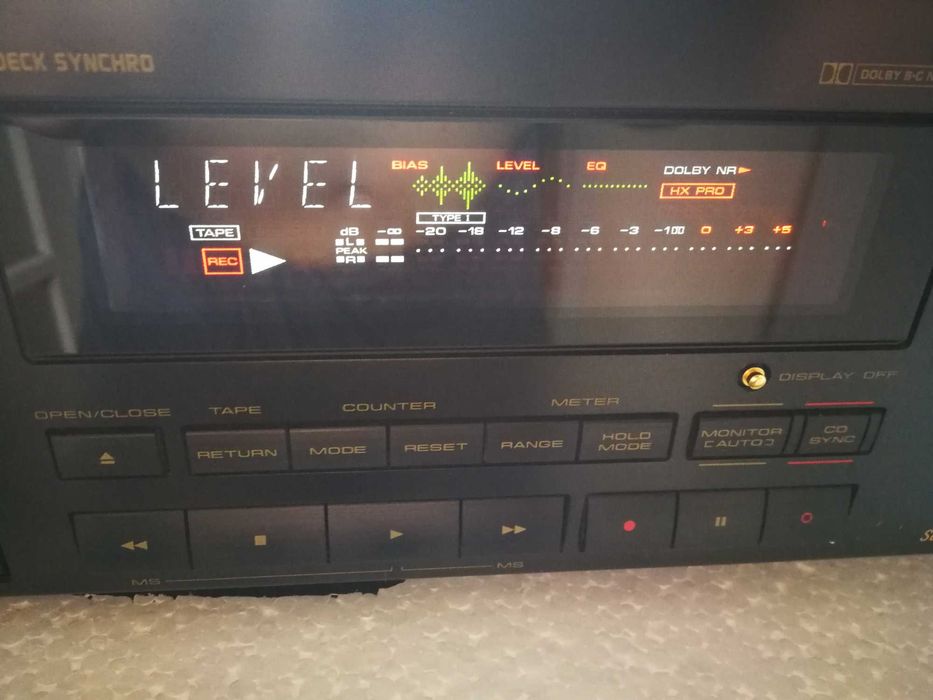 DECK SYNCHRO
DOLBY B-C N
LEVEL
BIAS LEVEL EQ
DOLBY NR
HX PRO
TYPE I
TAPE
REC
dB -∞ -20 -18 -12 -8 -6 -3 -1 0 +3 +5
L
PEAK
R
DISPLAY OFF
OPEN/CLOSE TAPE COUNTER METER
RETURN MODE RESET RANGE HOLD MODE MONITOR [AUTO] CD SYNC
MS MS